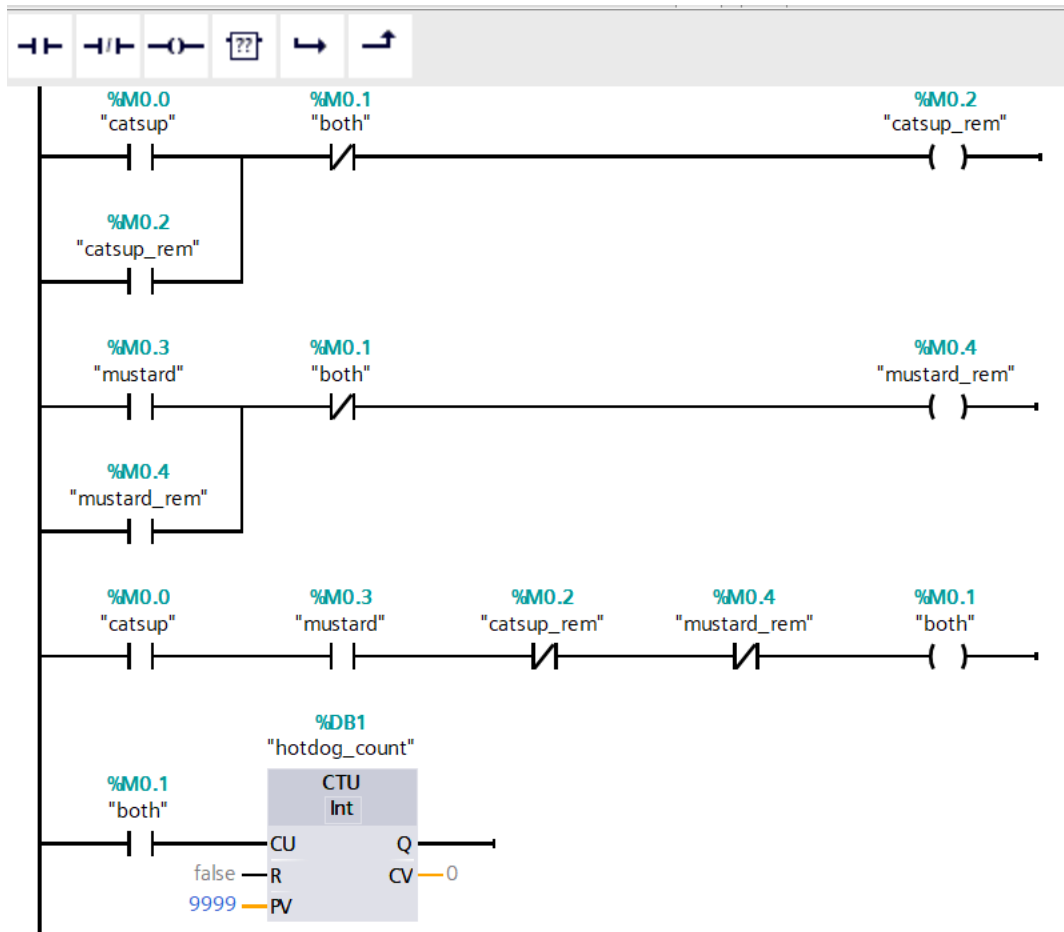 ??
%M0.0 %M0.1 %M0.2
"catsup" "both" "catsup_rem"
%M0.2
"catsup_rem"
%M0.3 %M0.1 %M0.4
"mustard" "both" "mustard_rem"
%M0.4
"mustard_rem"
%M0.0 %M0.3 %M0.2 %M0.4 %M0.1
"catsup" "mustard" "catsup_rem" "mustard_rem" "both"
%DB1
"hotdog_count"
%M0.1 CTU
"both" Int
CU Q
false R CV 0
9999 PV